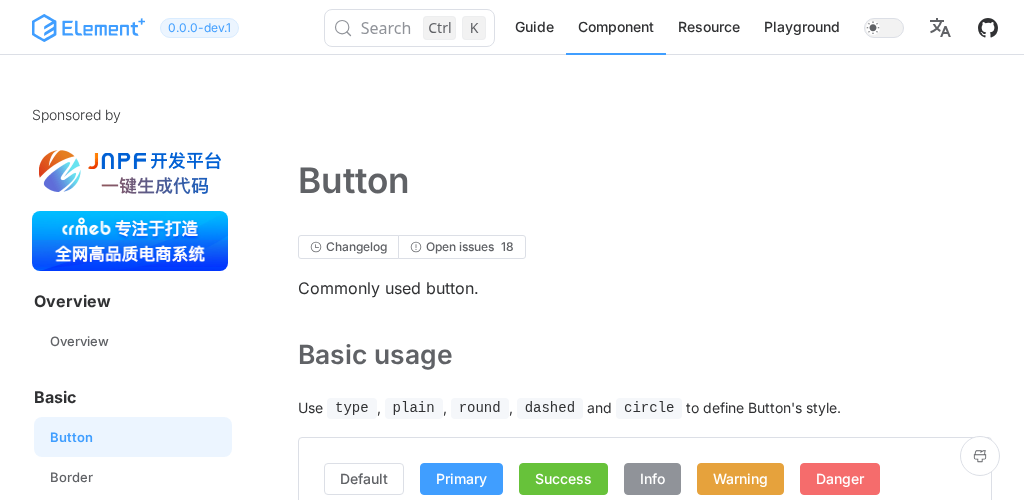 Element+
0.0.0-dev.1
Search Ctrl K
Guide
Component
Resource
Playground
Sponsored by
JNPF开发平台
一键生成代码
crmeb 专注于打造
全网高品质电商系统
Overview
Overview
Basic
Button
Border
Button
Changelog
Open issues 18
Commonly used button.
Basic usage
Use type, plain, round, dashed and circle to define Button's style.
Default
Primary
Success
Info
Warning
Danger